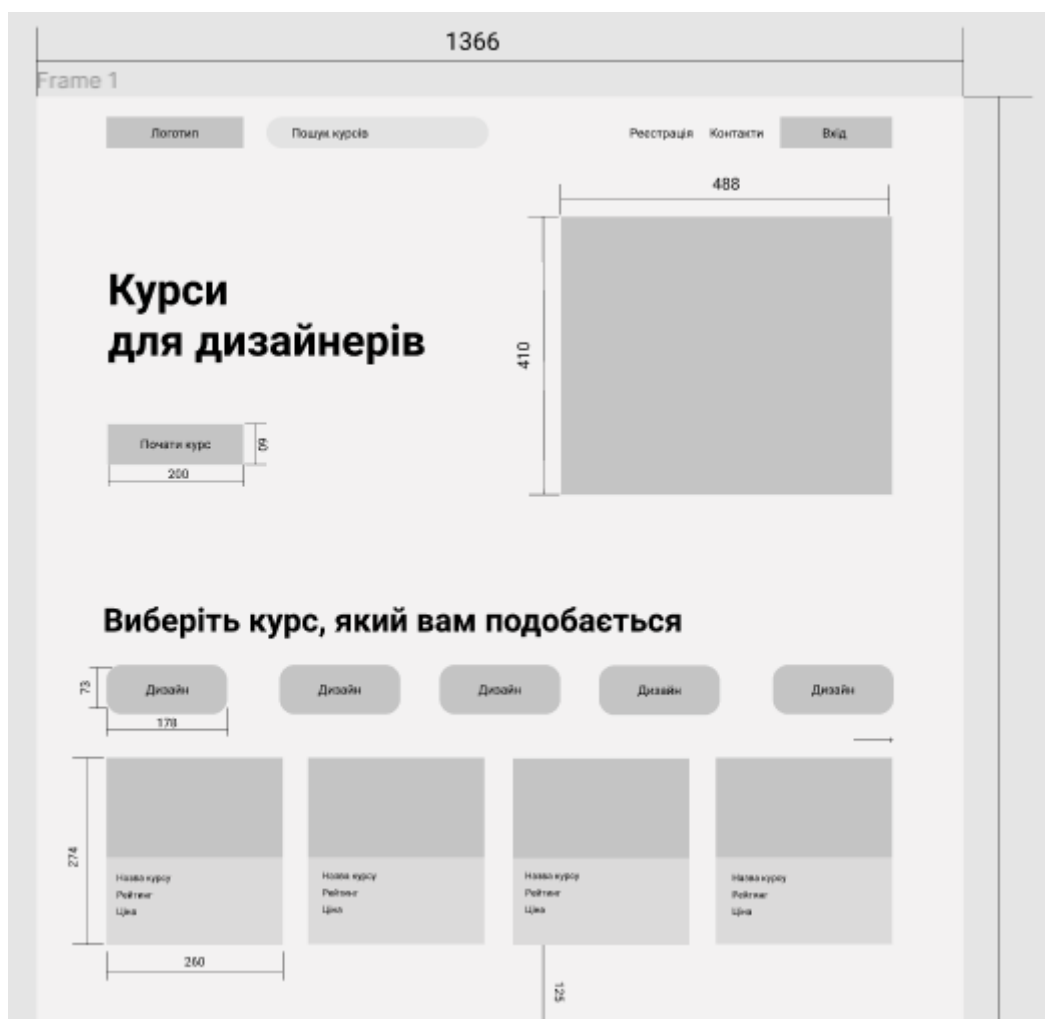 1366
Frame 1
Логотип
Пошук курсів
Реєстрація
Контакти
Вхід
488
410
Курси
для дизайнерів
Почати курс
60
200
Виберіть курс, який вам подобається
73
Дизайн
Дизайн
Дизайн
Дизайн
Дизайн
178
274
Назва курсу
Рейтинг
Ціна
Назва курсу
Рейтинг
Ціна
Назва курсу
Рейтинг
Ціна
Назва курсу
Рейтинг
Ціна
260
125